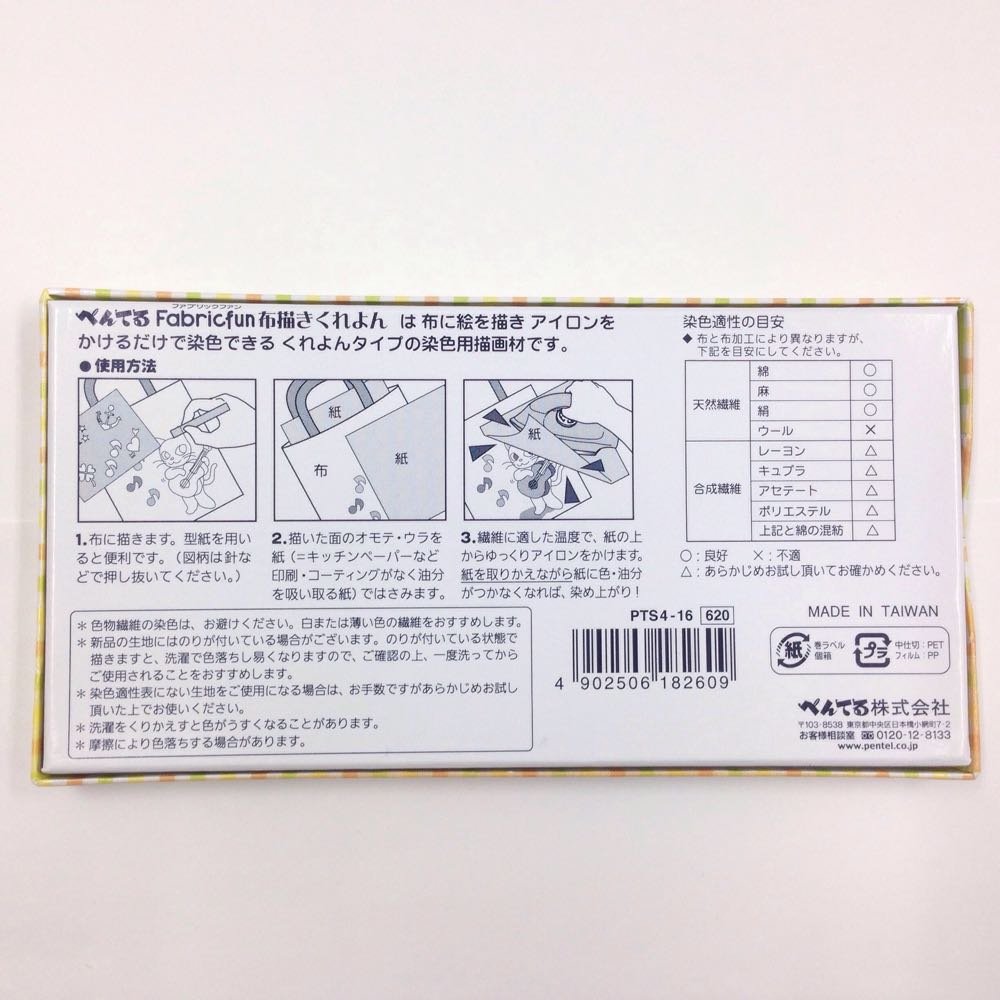 ファブリックファン
ぺんてる Fabricfun 布描きくれよん は 布に絵を描き アイロンを
かけるだけで染色できる くれよんタイプの染色用描画材です。
●使用方法
紙
布
紙
紙
1.布に描きます。型紙を用い
ると便利です。(図柄は針な
どで押し抜いてください。)
2.描いた面のオモテ・ウラを
紙(=キッチンペーパーなど
印刷・コーティングがなく油分
を吸い取る紙)ではさみます。
3.繊維に適した温度で、紙の上
からゆっくりアイロンをかけます。
紙を取りかえながら紙に色・油分
がつかなくなれば、染め上がり!
*色物繊維の染色は、お避けください。白または薄い色の繊維をおすすめします。
*新品の生地にはのりが付いている場合がございます。のりが付いている状態で
描きますと、洗濯で色落ちし易くなりますので、ご確認の上、一度洗ってから
ご使用されることをおすすめします。
*染色適性表にない生地をご使用になる場合は、お手数ですがあらかじめお試し
頂いた上でお使いください。
*洗濯をくりかえすと色がうすくなることがあります。
*摩擦により色落ちする場合があります。
染色適性の目安
◆布と布加工により異なりますが、
下記を目安にしてください。
天然繊維
綿 ○
麻 ○
絹 ○
ウール ×
合成繊維
レーヨン △
キュプラ △
アセテート △
ポリエステル △
上記と綿の混紡 △
○:良好 ×:不適
△:あらかじめお試し頂いてお確かめください。
PTS4-16 620
4 902506 182609
MADE IN TAIWAN
紙 巻ラベル
個箱
プラ 中仕切:PET
フィルム:PP
ぺんてる株式会社
〒103-8538 東京都中央区日本橋小網町7-2
お客様相談室 0120-12-8133
www.pentel.co.jp